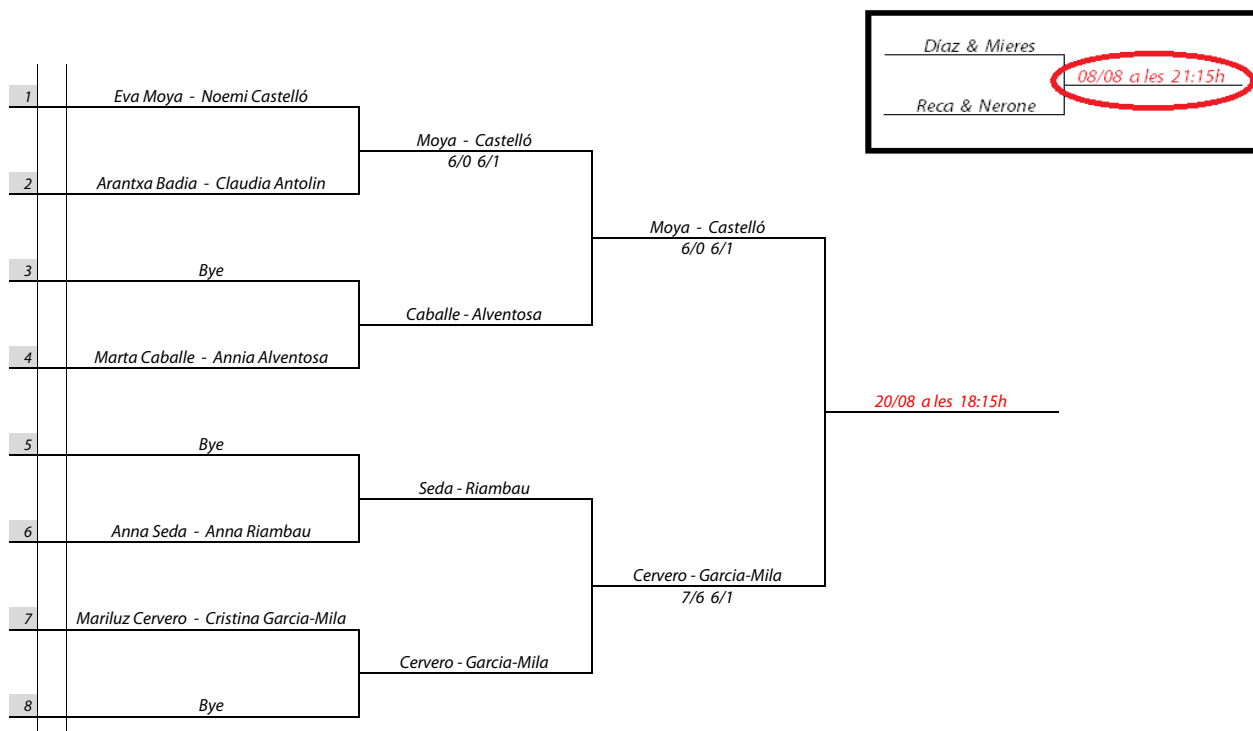 Díaz & Mieres
08/08 a les 21:15h
Reca & Nerone
1 Eva Moya - Noemi Castelló
Moya - Castelló
6/0 6/1
2 Arantxa Badia - Claudia Antolin
Moya - Castelló
6/0 6/1
3 Bye
Caballe - Alventosa
4 Marta Caballe - Annia Alventosa
20/08 a les 18:15h
5 Bye
Seda - Riambau
6 Anna Seda - Anna Riambau
Cervero - Garcia-Mila
7/6 6/1
7 Mariluz Cervero - Cristina Garcia-Mila
Cervero - Garcia-Mila
8 Bye